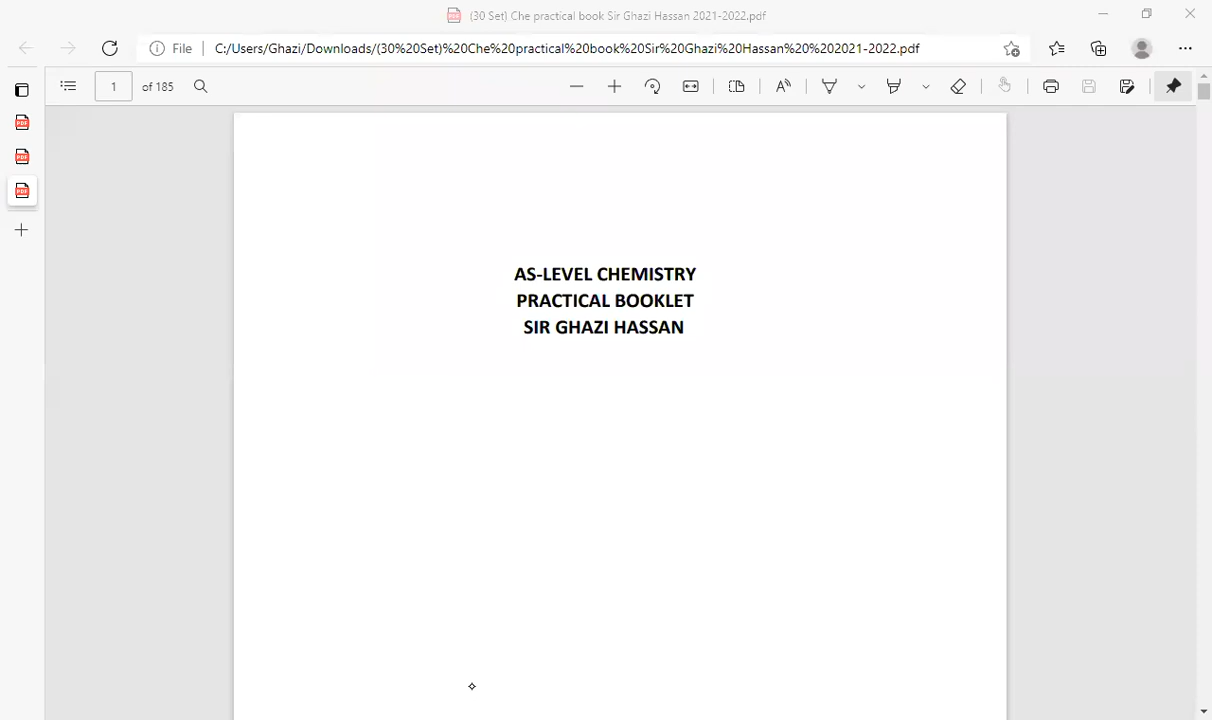 (30 Set) Che practical book Sir Ghazi Hassan 2021-2022.pdf
File
C:/Users/Ghazi/Downloads/(30%20Set)%20Che%20practical%20book%20Sir%20Ghazi%20Hassan%20%202021-2022.pdf
1 of 185
AS-LEVEL CHEMISTRY
PRACTICAL BOOKLET
SIR GHAZI HASSAN